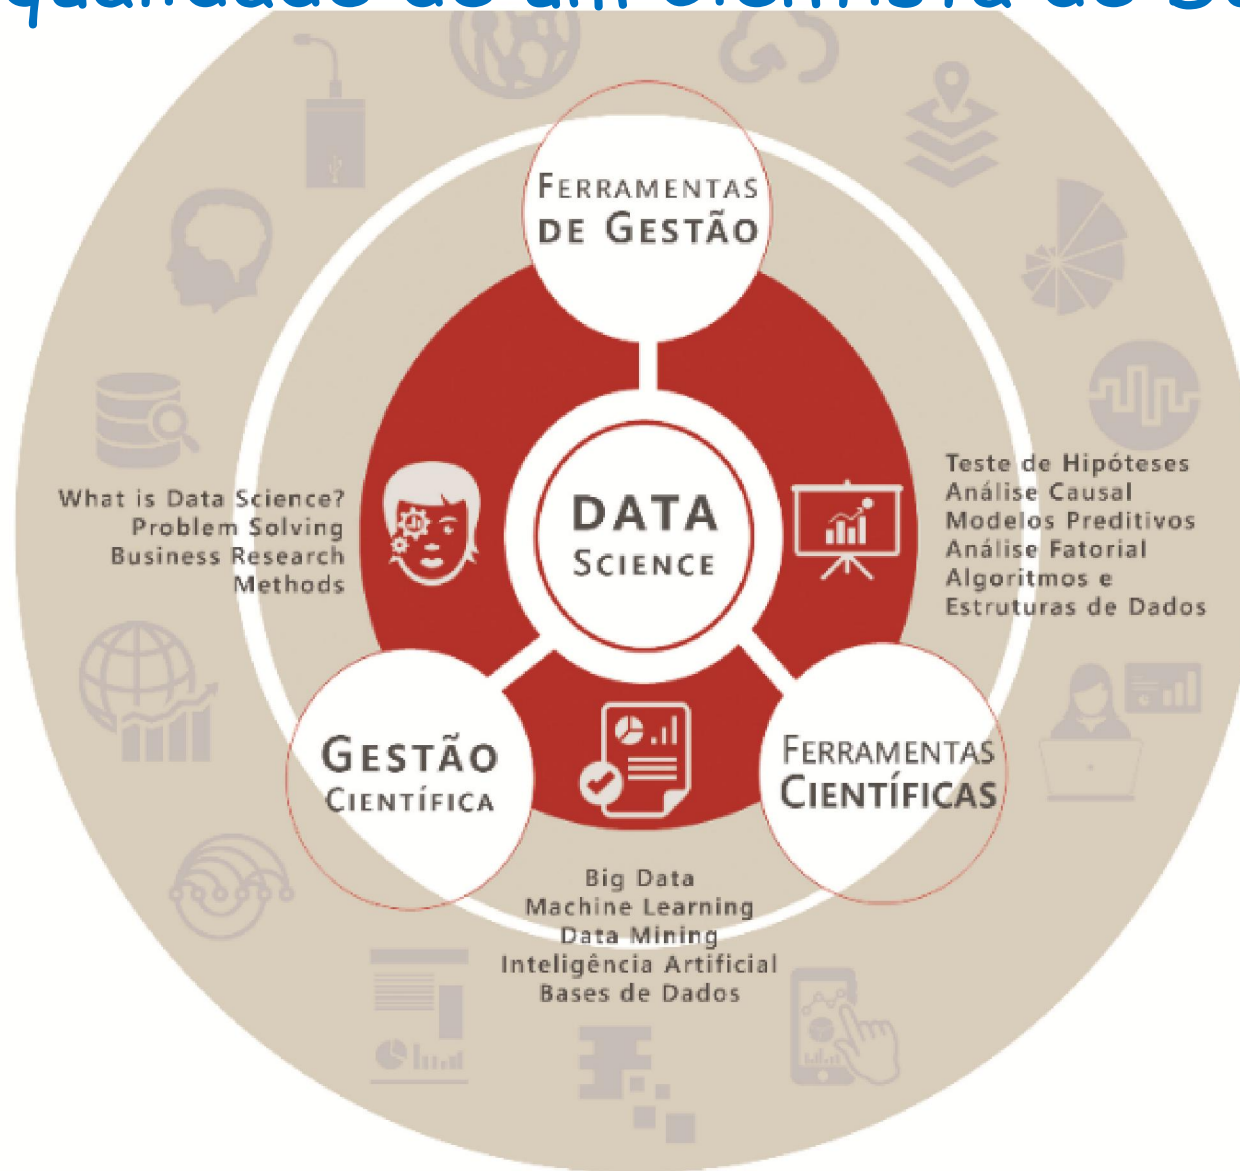 FERRAMENTAS
DE GESTÃO
What is Data Science?
Problem Solving
Business Research
Methods
DATA
SCIENCE
Teste de Hipóteses
Análise Causal
Modelos Preditivos
Análise Fatorial
Algoritmos e
Estruturas de Dados
GESTÃO
CIENTÍFICA
FERRAMENTAS
CIENTÍFICAS
Big Data
Machine Learning
Data Mining
Inteligência Artificial
Bases de Dados